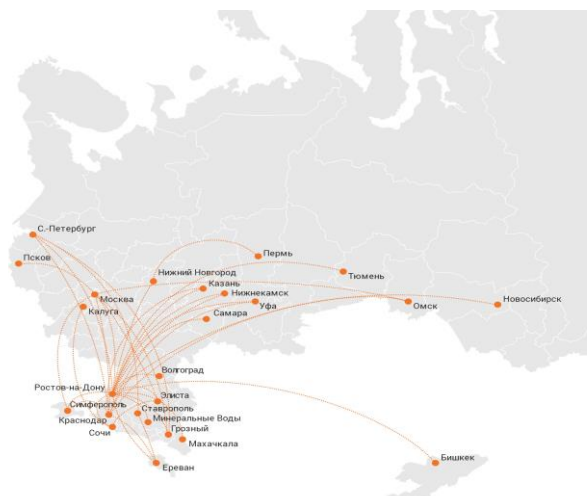 С.-Петербург
Псков
Пермь
Нижний Новгород
Тюмень
Казань
Москва
Нижнекамск
Калуга
Уфа
Омск
Новосибирск
Самара
Волгоград
Ростов-на-Дону
Элиста
Симферополь
Ставрополь
Краснодар
Минеральные Воды
Сочи
Грозный
Махачкала
Ереван
Бишкек